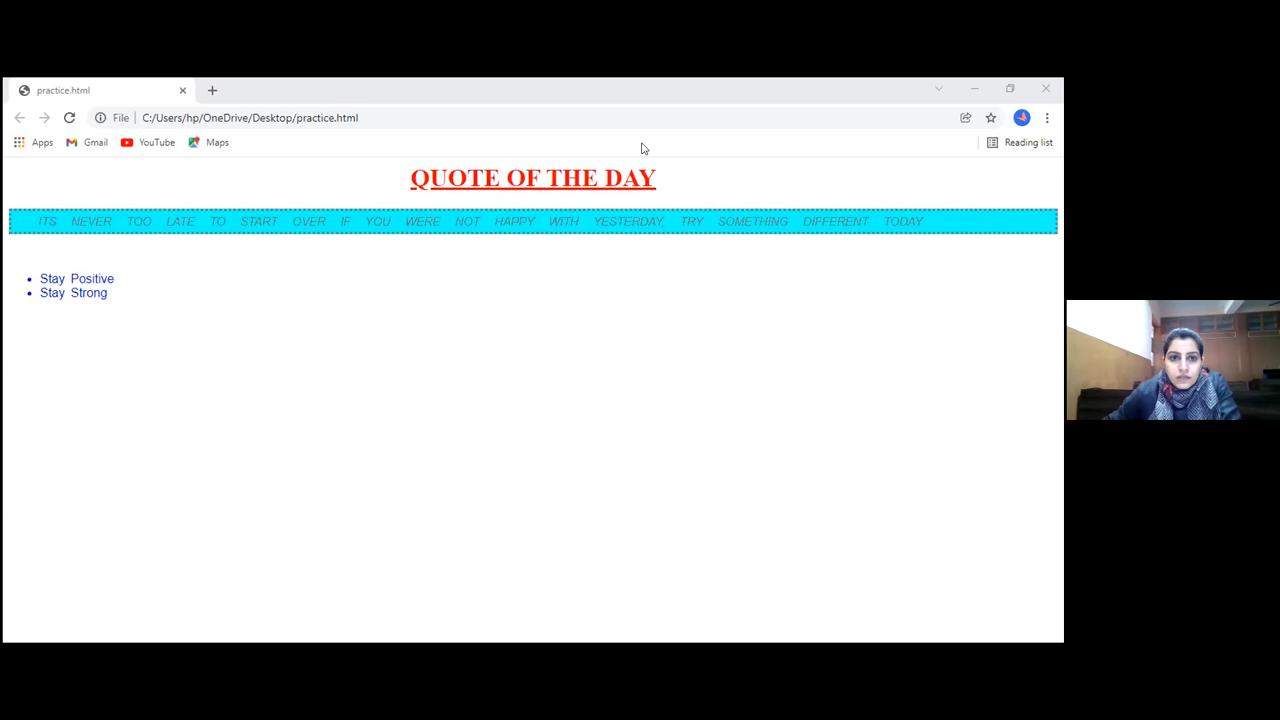 practice.html
File C:/Users/hp/OneDrive/Desktop/practice.html
Apps Gmail YouTube Maps Reading list
QUOTE OF THE DAY
ITS NEVER TOO LATE TO START OVER IF YOU WERE NOT HAPPY WITH YESTERDAY, TRY SOMETHING DIFFERENT TODAY
• Stay Positive
• Stay Strong